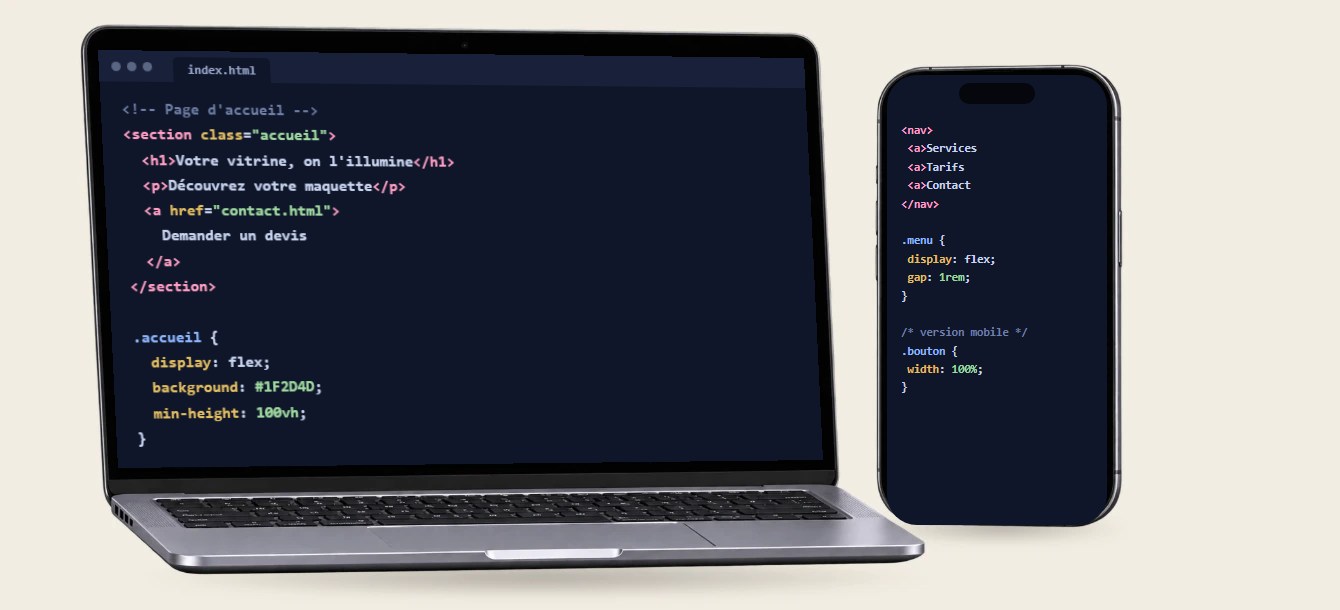 index.html
<!-- Page d'accueil -->
<section class="accueil">
<h1>Votre vitrine, on l'illumine</h1>
<p>Découvrez votre maquette</p>
<a href="contact.html">
Demander un devis
</a>
</section>
.accueil {
display: flex;
background: #1F2D4D;
min-height: 100vh;
}
<nav>
<a>Services
<a>Tarifs
<a>Contact
</nav>
.menu {
display: flex;
gap: 1rem;
}
/* version mobile */
.bouton {
width: 100%;
}